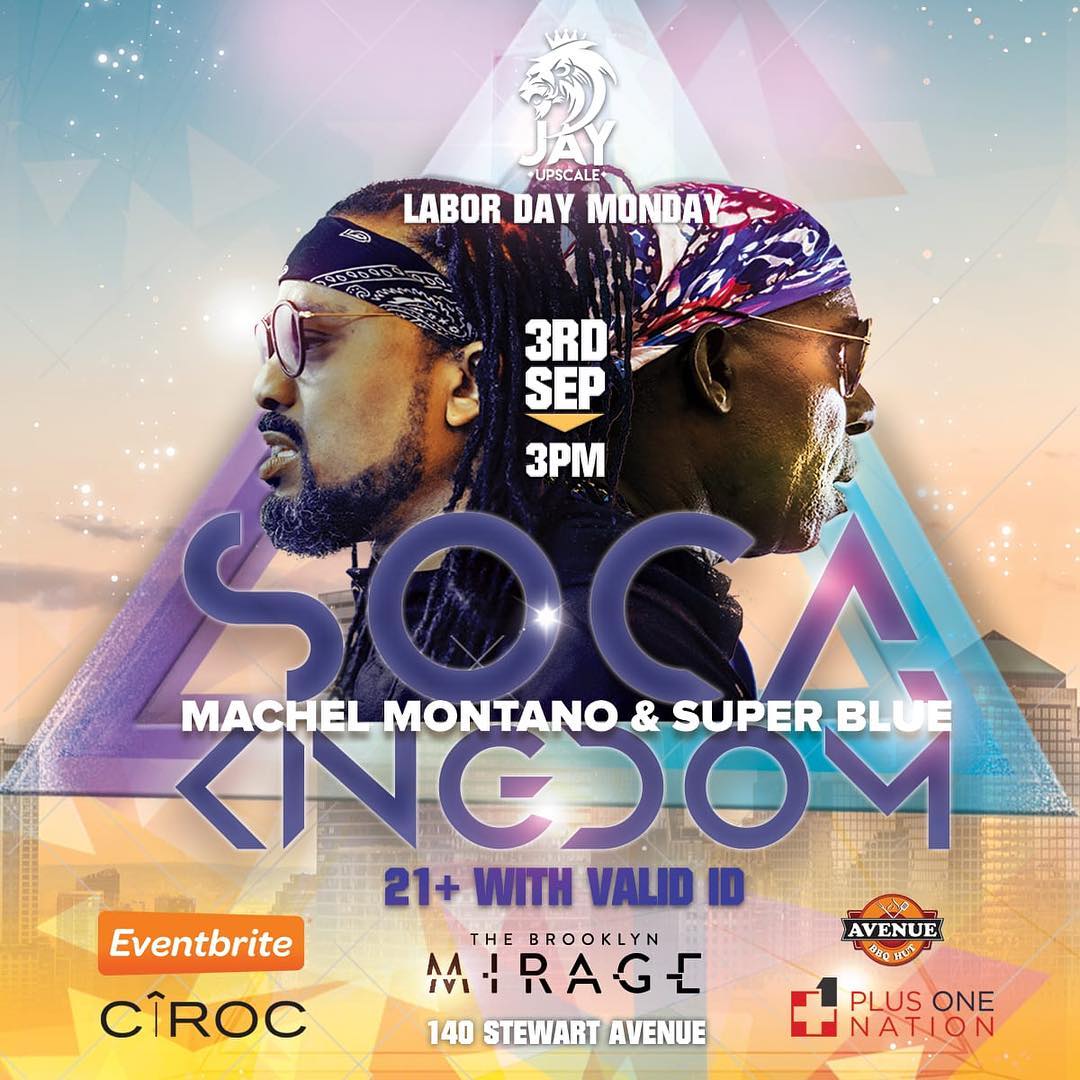 JAY
•UPSCALE•
LABOR DAY MONDAY
3RD
SEP
3PM
SOCA
MACHEL MONTANO & SUPER BLUE
KINGDOM
21+ WITH VALID ID
Eventbrite
CÎROC
THE BROOKLYN
MIRAGE
140 STEWART AVENUE
AVENUE
BBQ HUT
1 PLUS ONE
NATION